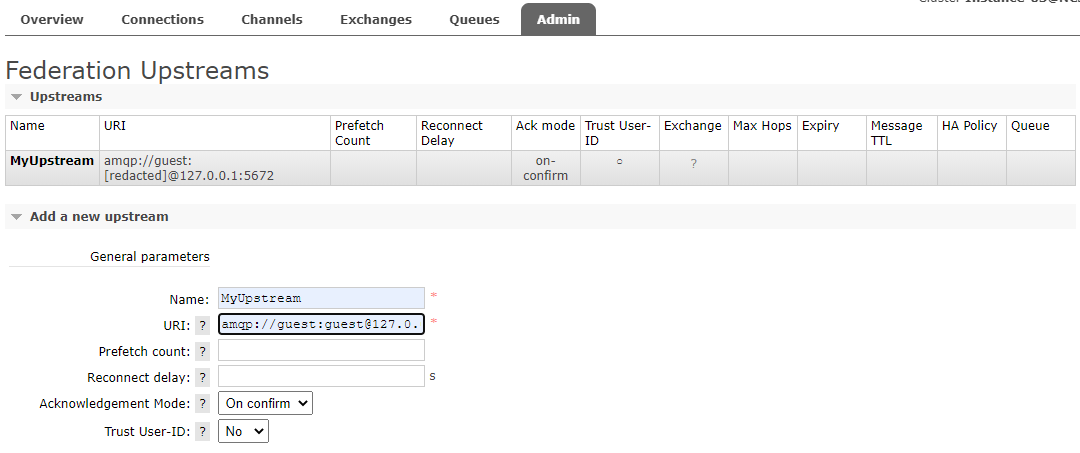 Overview Connections Channels Exchanges Queues Admin
Federation Upstreams
Upstreams
Name URI Prefetch Count Reconnect Delay Ack mode Trust User-ID Exchange Max Hops Expiry Message TTL HA Policy Queue
MyUpstream amqp://guest:[redacted]@127.0.0.1:5672 on-confirm ○ ?
Add a new upstream
General parameters
Name: MyUpstream *
URI: ? amqp://guest:guest@127.0. *
Prefetch count: ?
Reconnect delay: ? s
Acknowledgement Mode: ? On confirm
Trust User-ID: ? No